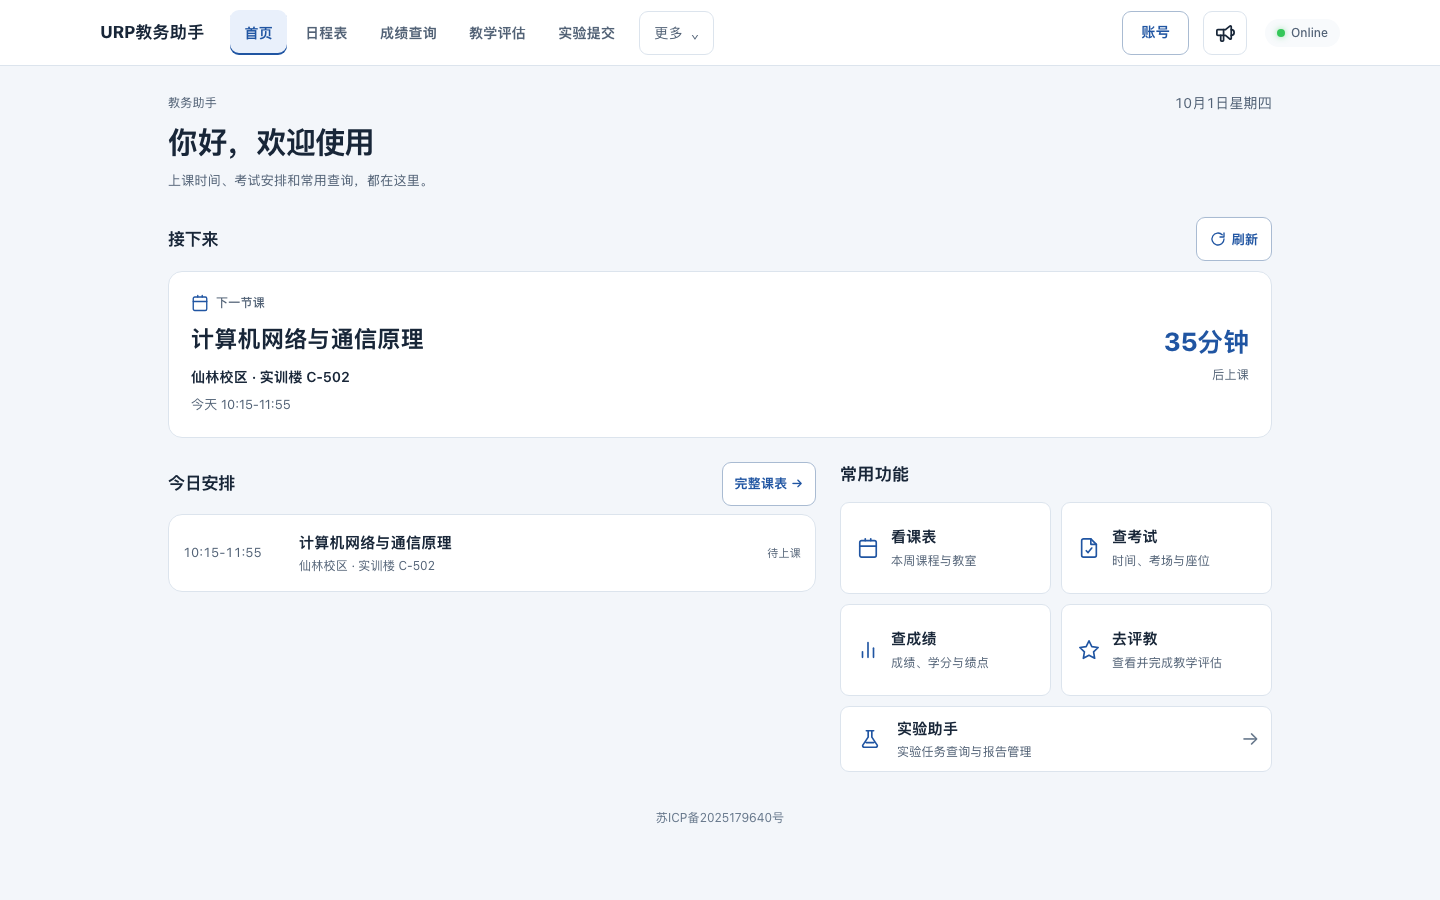 URP教务助手
首页
日程表
成绩查询
教学评估
实验提交
更多
账号
Online
教务助手
10月1日星期四
你好，欢迎使用
上课时间、考试安排和常用查询，都在这里。
接下来
刷新
下一节课
计算机网络与通信原理
仙林校区 · 实训楼 C-502
今天 10:15-11:55
35分钟
后上课
今日安排
完整课表 →
10:15-11:55
计算机网络与通信原理
仙林校区 · 实训楼 C-502
待上课
常用功能
看课表
本周课程与教室
查考试
时间、考场与座位
查成绩
成绩、学分与绩点
去评教
查看并完成教学评估
实验助手
实验任务查询与报告管理
苏ICP备2025179640号